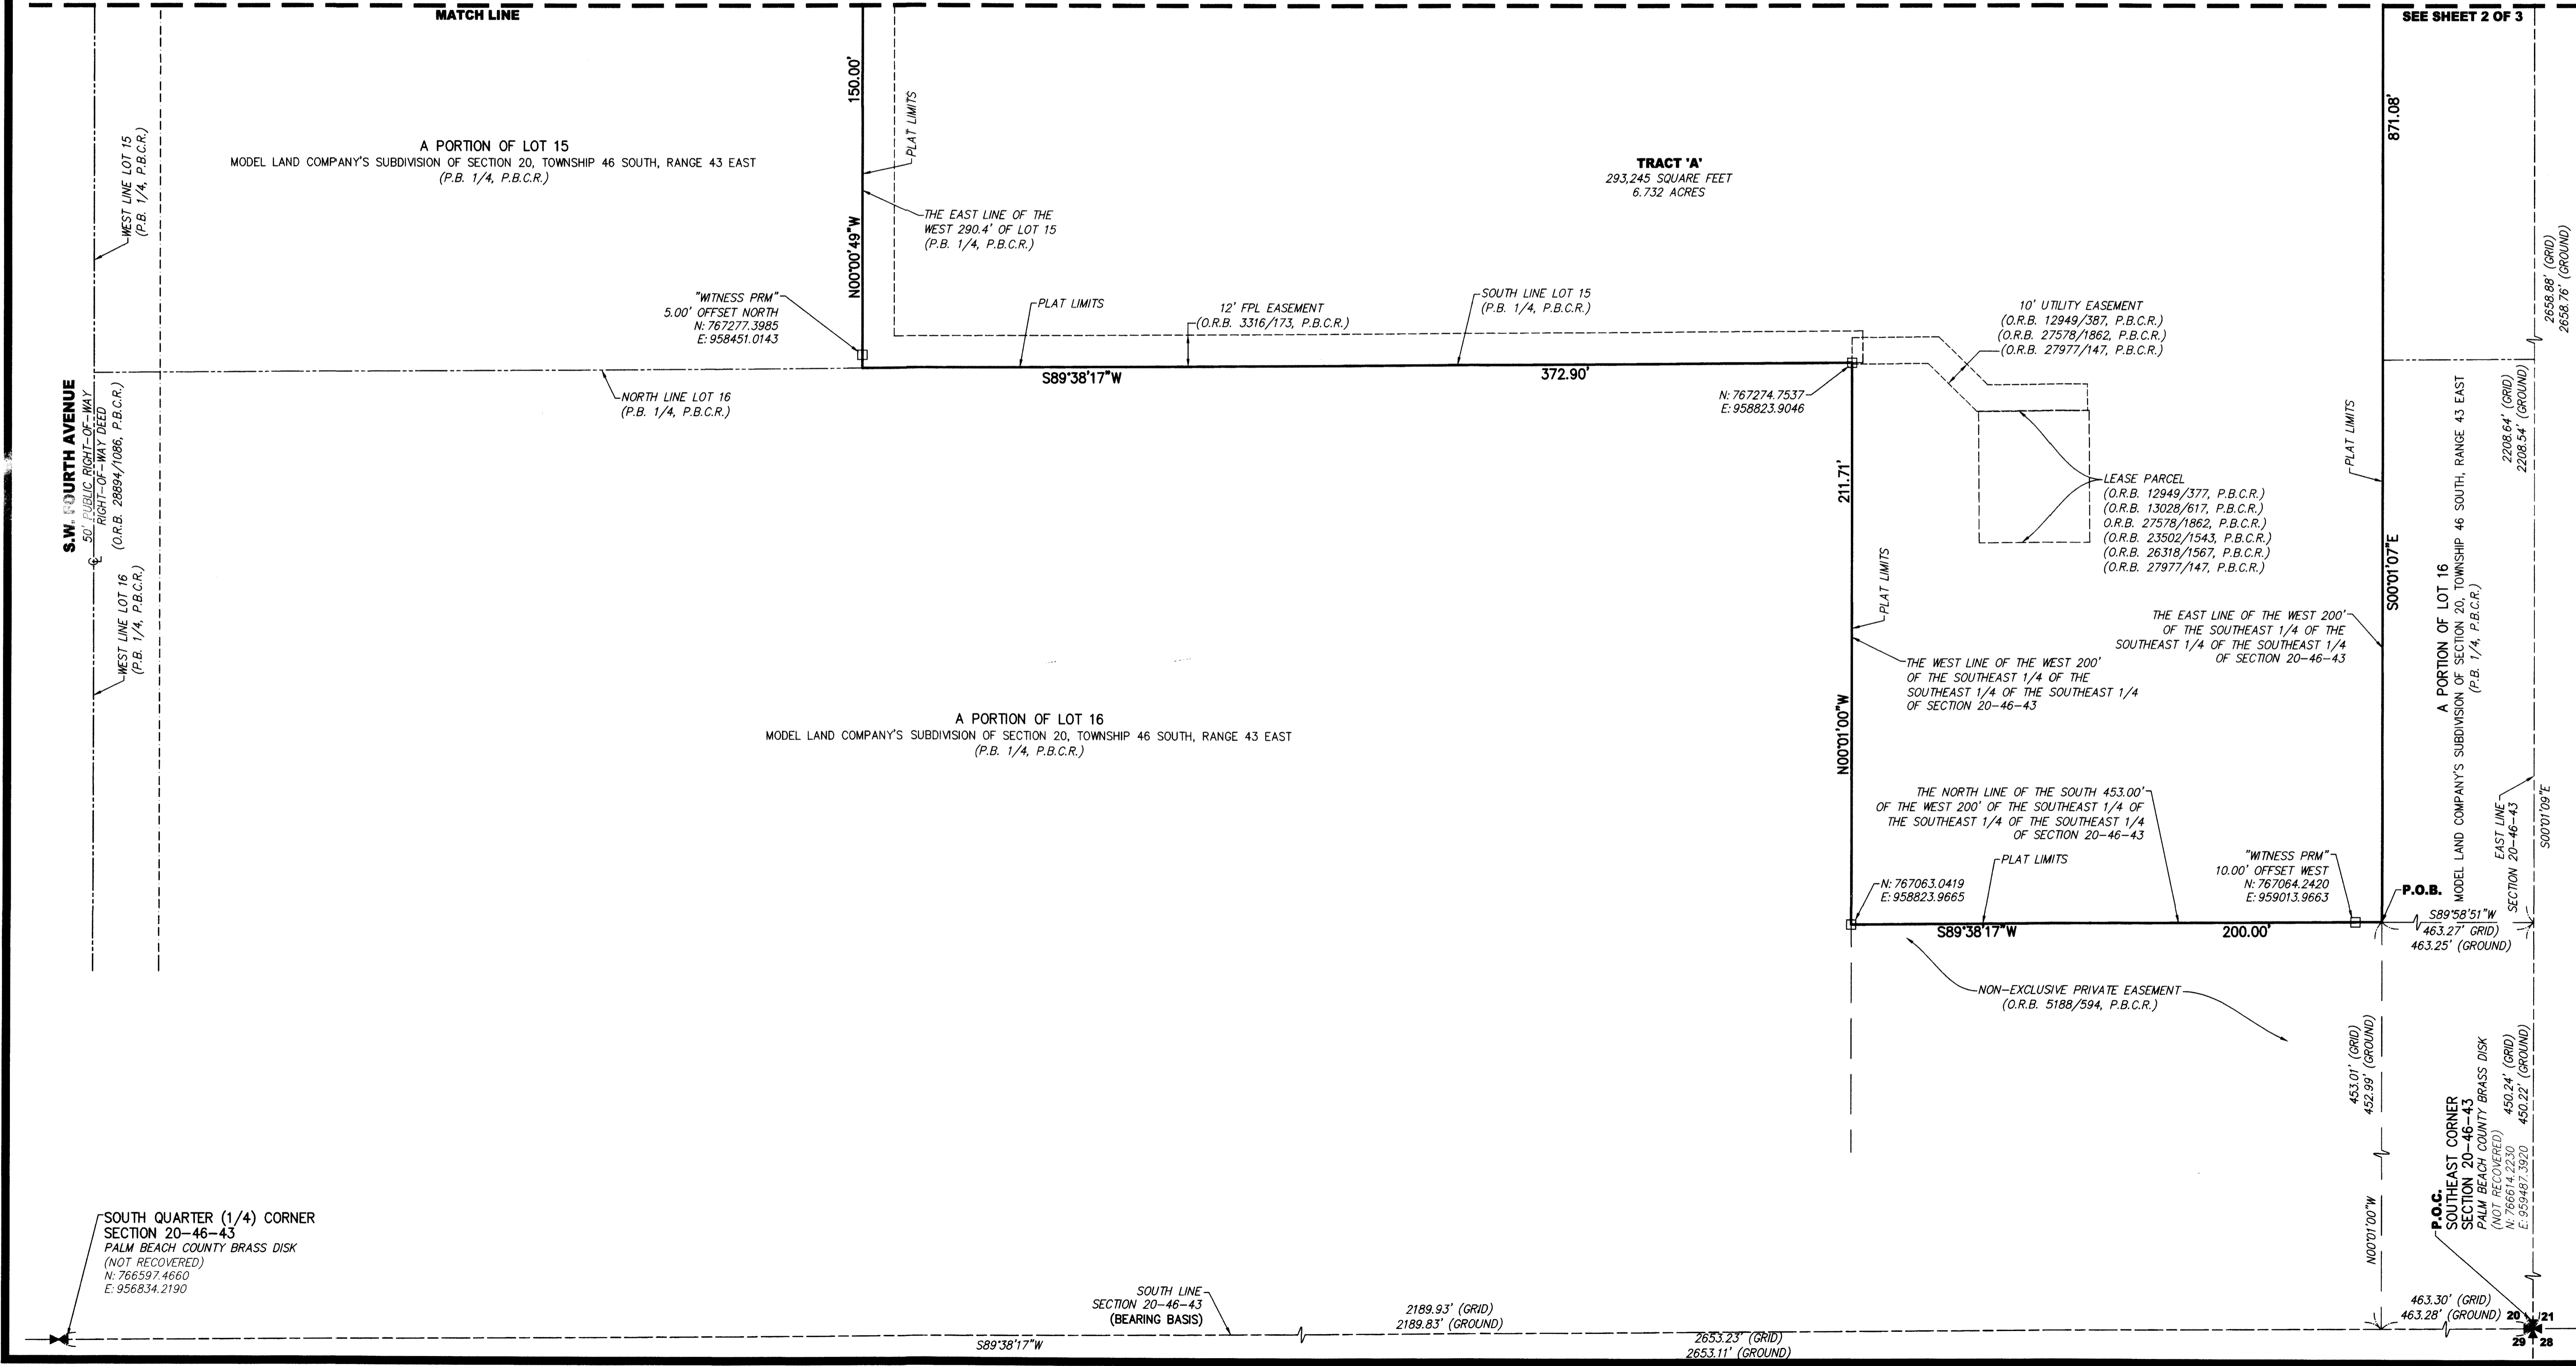 MATCH LINE
SEE SHEET 2 OF 3
WEST LINE LOT 15
(P.B. 1/4, P.B.C.R.)
A PORTION OF LOT 15
MODEL LAND COMPANY'S SUBDIVISION OF SECTION 20, TOWNSHIP 46 SOUTH, RANGE 43 EAST
(P.B. 1/4, P.B.C.R.)
150.00'
N00°00'49"W
PLAT LIMITS
THE EAST LINE OF THE
WEST 290.4' OF LOT 15
(P.B. 1/4, P.B.C.R.)
TRACT 'A'
293,245 SQUARE FEET
6.732 ACRES
871.08'
2658.88' (GRID)
2658.76' (GROUND)
"WITNESS PRM"
5.00' OFFSET NORTH
N: 767277.3985
E: 958451.0143
PLAT LIMITS
12' FPL EASEMENT
(O.R.B. 3316/173, P.B.C.R.)
SOUTH LINE LOT 15
(P.B. 1/4, P.B.C.R.)
10' UTILITY EASEMENT
(O.R.B. 12949/387, P.B.C.R.)
(O.R.B. 27578/1862, P.B.C.R.)
(O.R.B. 27977/147, P.B.C.R.)
S89°38'17"W
372.90'
NORTH LINE LOT 16
(P.B. 1/4, P.B.C.R.)
N: 767274.7537
E: 958823.9046
S.W. FOURTH AVENUE
50' PUBLIC RIGHT-OF-WAY
RIGHT-OF-WAY DEED
(O.R.B. 28894/1086, P.B.C.R.)
WEST LINE LOT 16
(P.B. 1/4, P.B.C.R.)
211.71'
N00°01'00"W
PLAT LIMITS
LEASE PARCEL
(O.R.B. 12949/377, P.B.C.R.)
(O.R.B. 13028/617, P.B.C.R.)
O.R.B. 27578/1862, P.B.C.R.)
(O.R.B. 23502/1543, P.B.C.R.)
(O.R.B. 26318/1567, P.B.C.R.)
(O.R.B. 27977/147, P.B.C.R.)
PLAT LIMITS
S00°01'07"E
2208.64' (GRID)
2208.54' (GROUND)
A PORTION OF LOT 16
MODEL LAND COMPANY'S SUBDIVISION OF SECTION 20, TOWNSHIP 46 SOUTH, RANGE 43 EAST
(P.B. 1/4, P.B.C.R.)
THE EAST LINE OF THE WEST 200'
OF THE SOUTHEAST 1/4 OF THE
SOUTHEAST 1/4 OF THE SOUTHEAST 1/4
OF SECTION 20-46-43
THE WEST LINE OF THE WEST 200'
OF THE SOUTHEAST 1/4 OF THE
SOUTHEAST 1/4 OF THE SOUTHEAST 1/4
OF SECTION 20-46-43
A PORTION OF LOT 16
MODEL LAND COMPANY'S SUBDIVISION OF SECTION 20, TOWNSHIP 46 SOUTH, RANGE 43 EAST
(P.B. 1/4, P.B.C.R.)
THE NORTH LINE OF THE SOUTH 453.00'
OF THE WEST 200' OF THE SOUTHEAST 1/4 OF
THE SOUTHEAST 1/4 OF THE SOUTHEAST 1/4
OF SECTION 20-46-43
EAST LINE
SECTION 20-46-43
S00°01'09"E
PLAT LIMITS
"WITNESS PRM"
10.00' OFFSET WEST
N: 767064.2420
E: 959013.9663
N: 767063.0419
E: 958823.9665
P.O.B.
S89°58'51"W
463.27' GRID)
463.25' (GROUND)
S89°38'17"W
200.00'
NON-EXCLUSIVE PRIVATE EASEMENT
(O.R.B. 5188/594, P.B.C.R.)
453.01' (GRID)
452.99' (GROUND)
N00°01'00"W
P.O.C.
SOUTHEAST CORNER
SECTION 20-46-43
PALM BEACH COUNTY BRASS DISK
(NOT RECOVERED)
N: 766614.2230
E: 959487.3920
450.24' (GRID)
450.22' (GROUND)
SOUTH QUARTER (1/4) CORNER
SECTION 20-46-43
PALM BEACH COUNTY BRASS DISK
(NOT RECOVERED)
N: 766597.4660
E: 956834.2190
SOUTH LINE
SECTION 20-46-43
(BEARING BASIS)
2189.93' (GRID)
2189.83' (GROUND)
463.30' (GRID)
463.28' (GROUND)
20 21
29 28
S89°38'17"W
2653.23' (GRID)
2653.11' (GROUND)